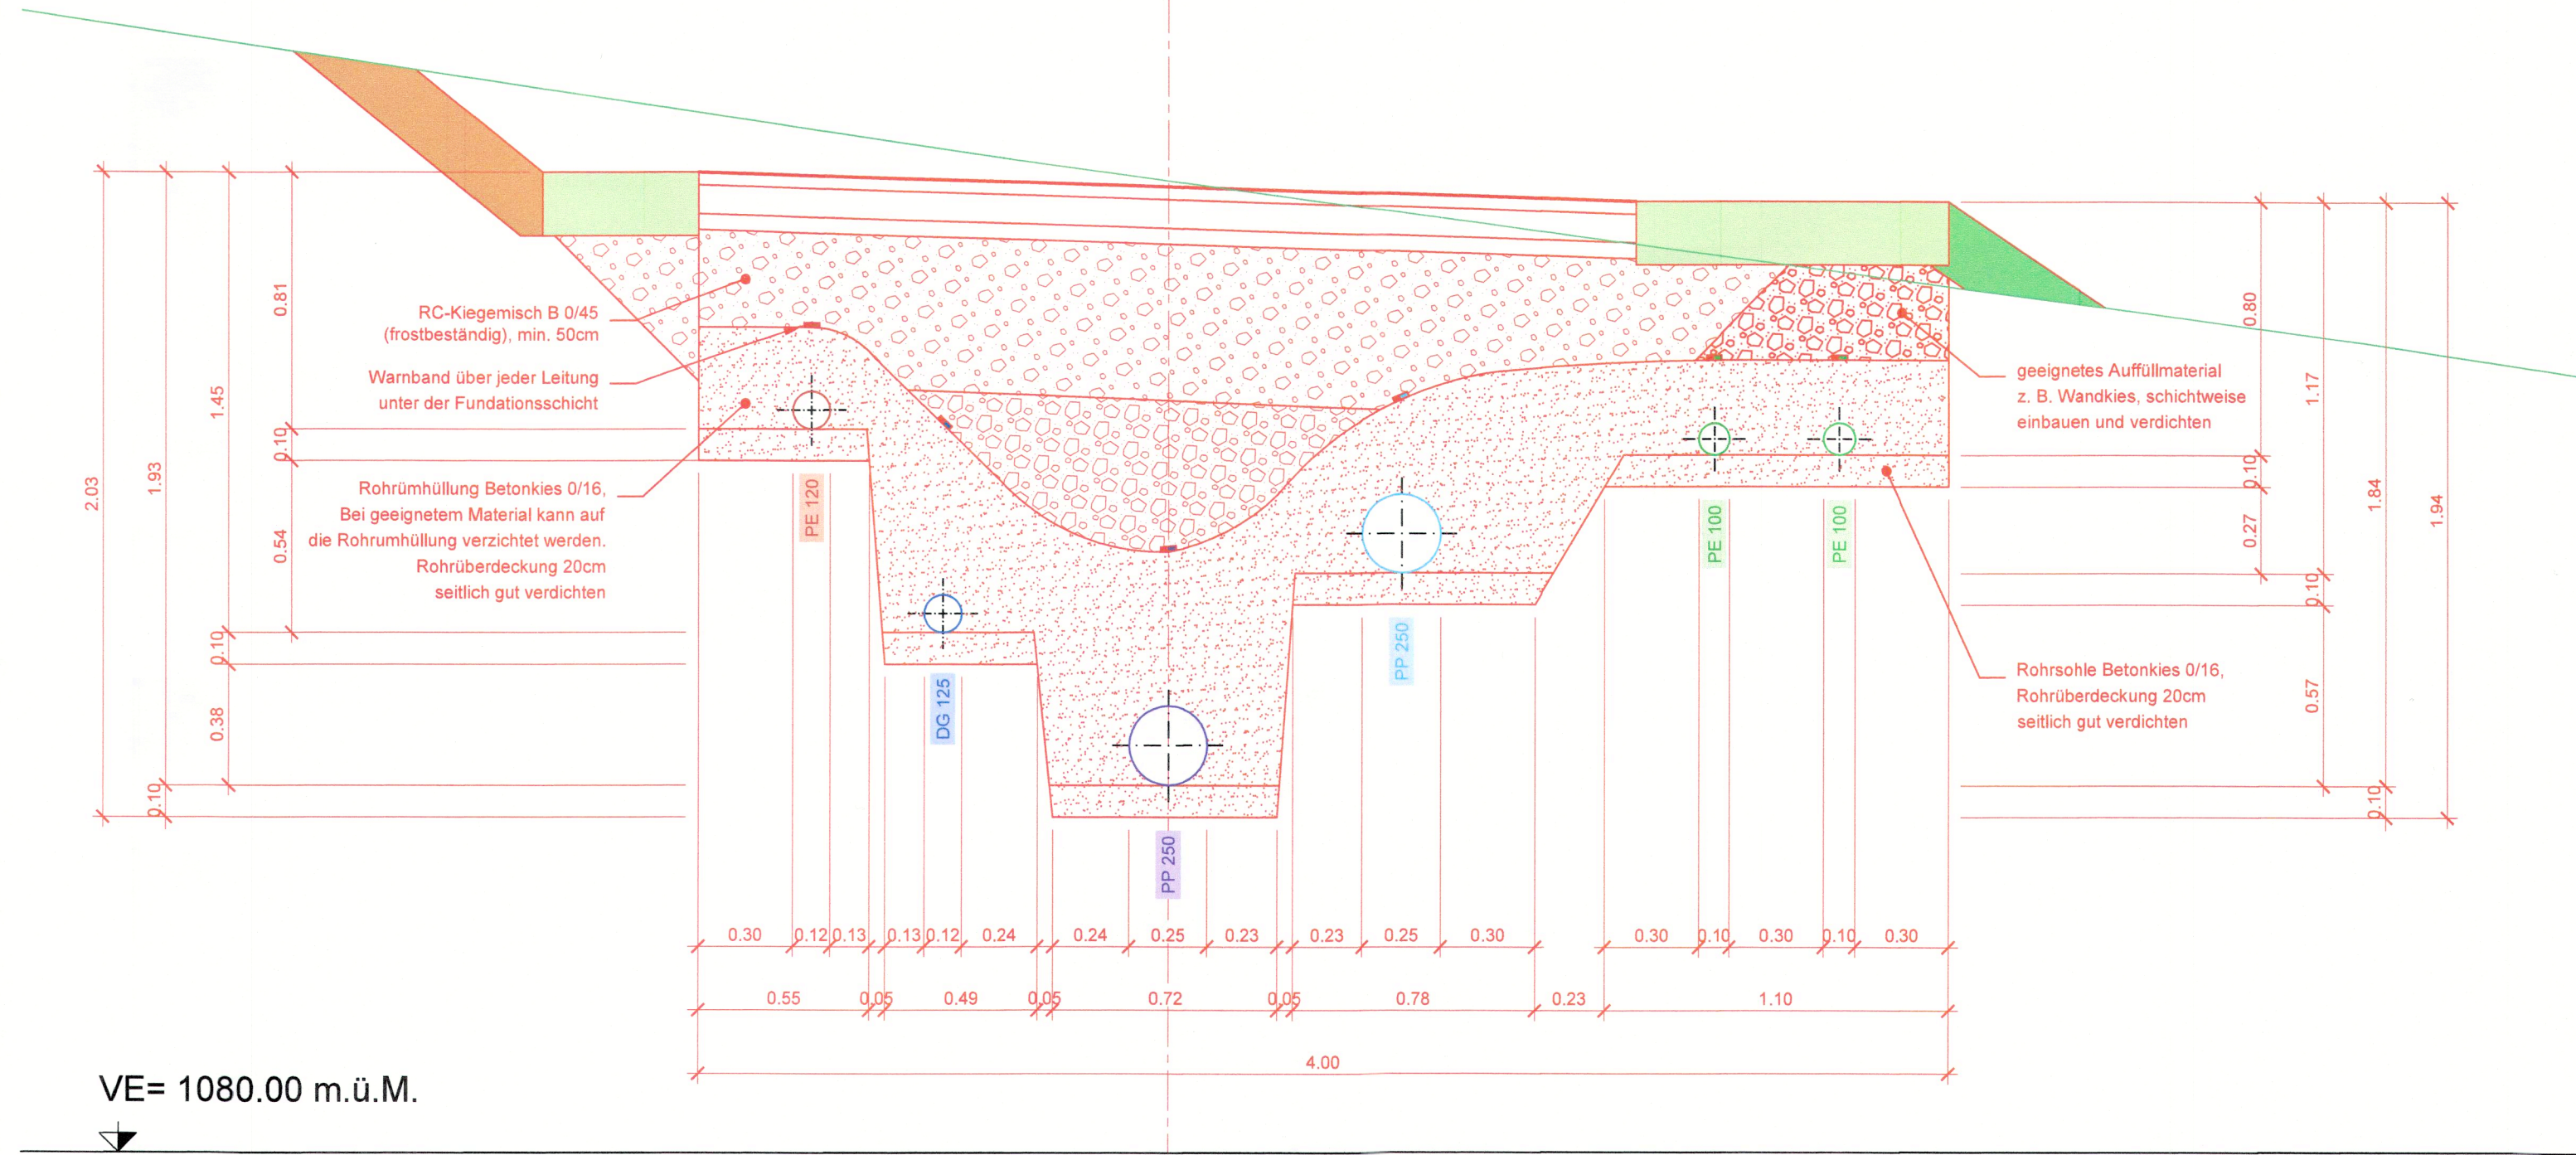 RC-Kiegemisch B 0/45
(frostbeständig), min. 50cm
Warnband über jeder Leitung
unter der Fundationsschicht
Rohrümhüllung Betonkies 0/16,
Bei geeignetem Material kann auf
die Rohrumhüllung verzichtet werden.
Rohrüberdeckung 20cm
seitlich gut verdichten
geeignetes Auffüllmaterial
z. B. Wandkies, schichtweise
einbauen und verdichten
Rohrsohle Betonkies 0/16,
Rohrüberdeckung 20cm
seitlich gut verdichten
2.03
1.93
0.10
1.45
0.10
0.38
0.81
0.10
0.54
PE 120
DG 125
PP 250
PP 250
PE 100
PE 100
0.80
0.10
0.27
1.17
0.10
0.57
1.84
0.10
1.94
0.30 0.12 0.13 0.13 0.12 0.24 0.24 0.25 0.23 0.23 0.25 0.30 0.30 0.10 0.30 0.10 0.30
0.55 0.05 0.49 0.05 0.72 0.05 0.78 0.23 1.10
4.00
VE= 1080.00 m.ü.M.